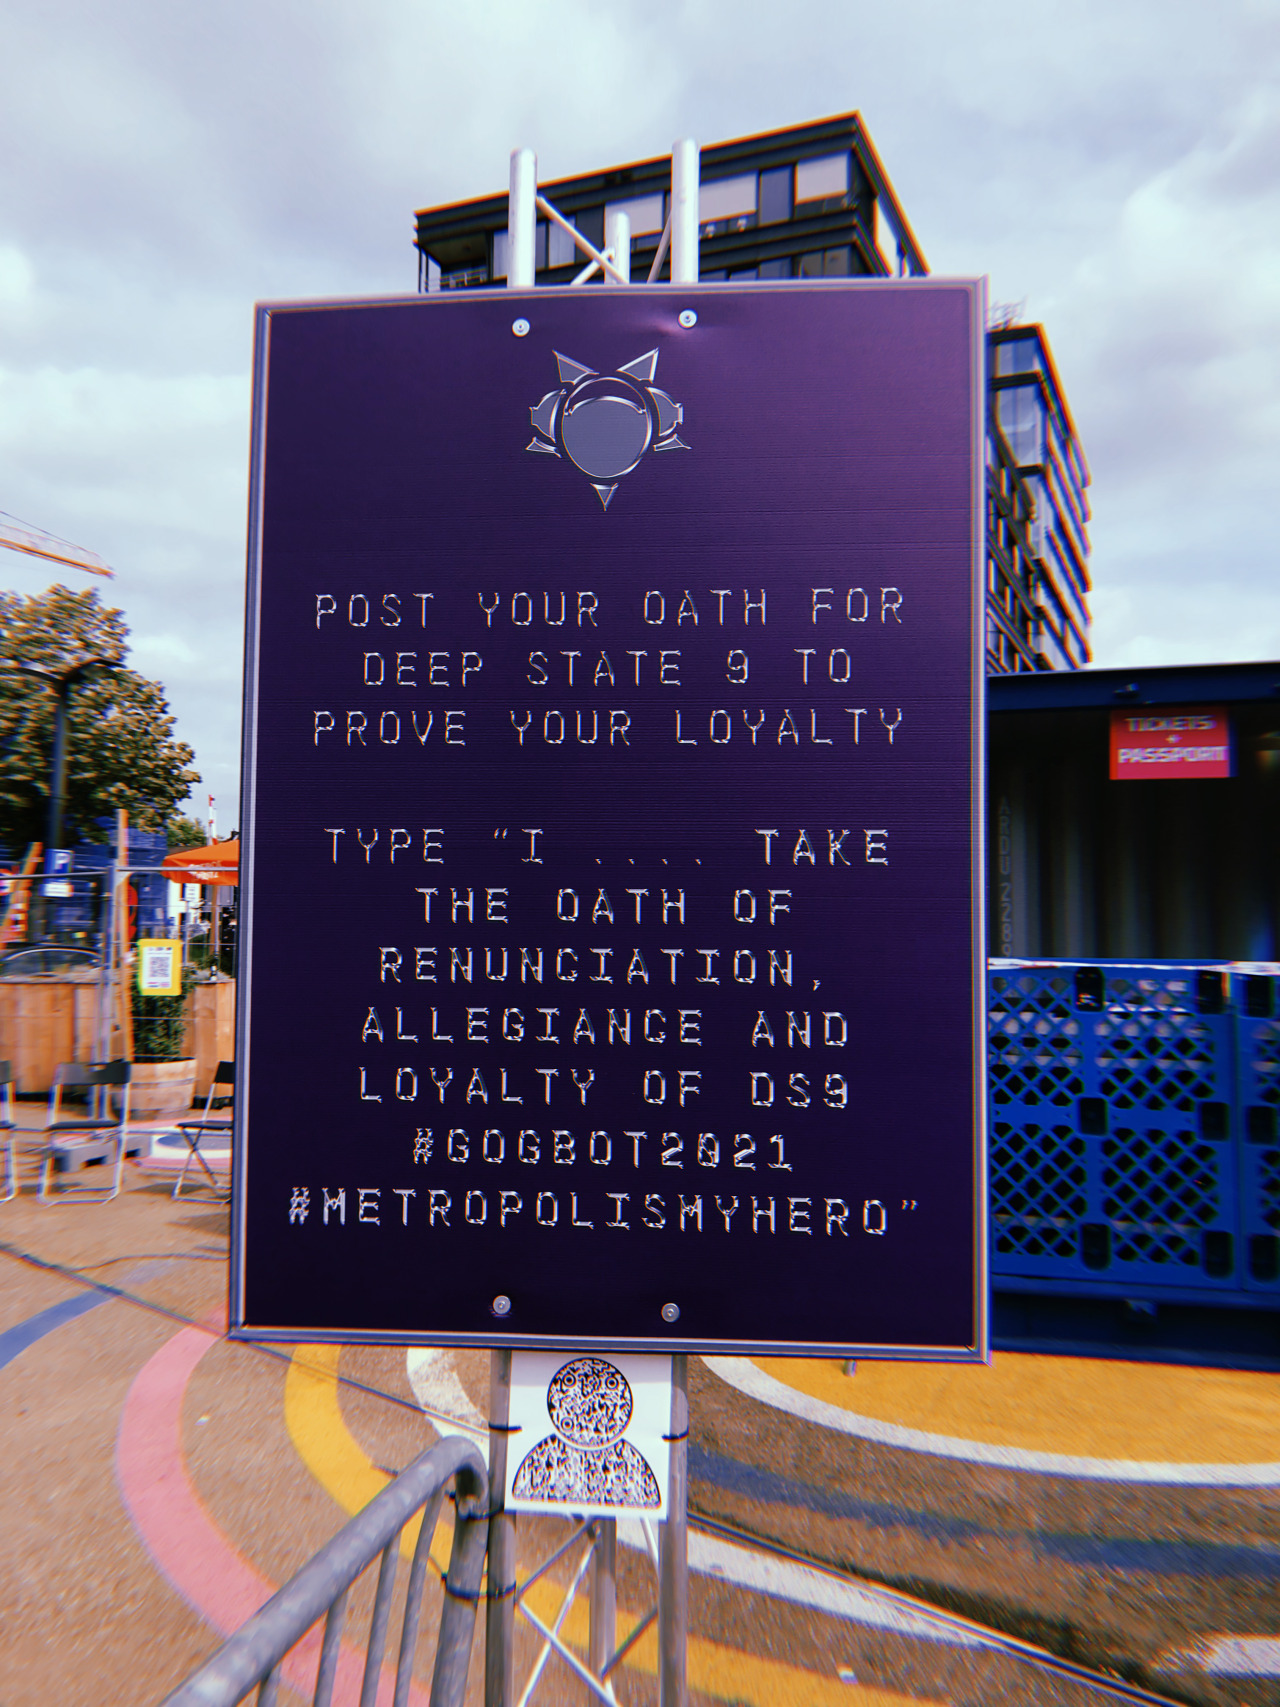 POST YOUR OATH FOR
DEEP STATE 9 TO
PROVE YOUR LOYALTY
TYPE “I .... TAKE
THE OATH OF
RENUNCIATION,
ALLEGIANCE AND
LOYALTY OF DS9
#GOGBOT2021
#METROPOLISMYHERO”
TICKETS
+
PASSPORT
P